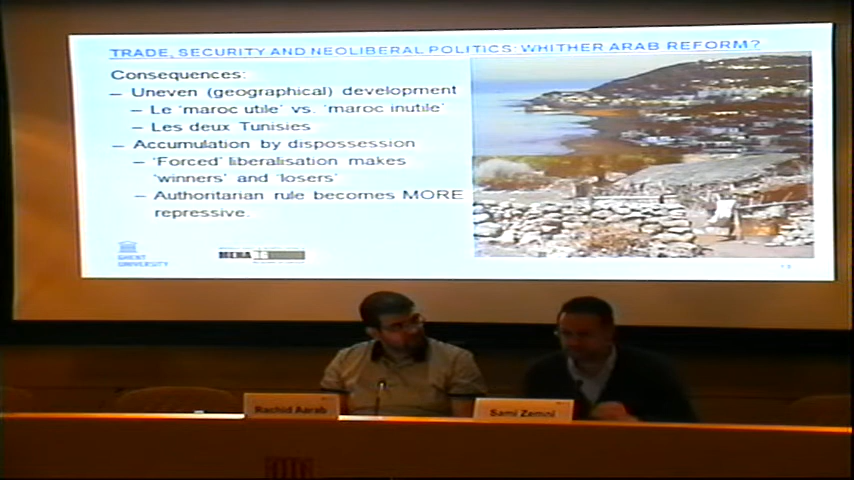 TRADE, SECURITY AND NEOLIBERAL POLITICS: WHITHER ARAB REFORM?
Consequences:
– Uneven (geographical) development
– Le 'maroc utile' vs. 'maroc inutile'
– Les deux Tunisies
– Accumulation by dispossession
– 'Forced' liberalisation makes
'winners' and 'losers'
– Authoritarian rule becomes MORE
repressive.
GHENT
UNIVERSITY
MENA
Rachid Aarab
Sami Zemni